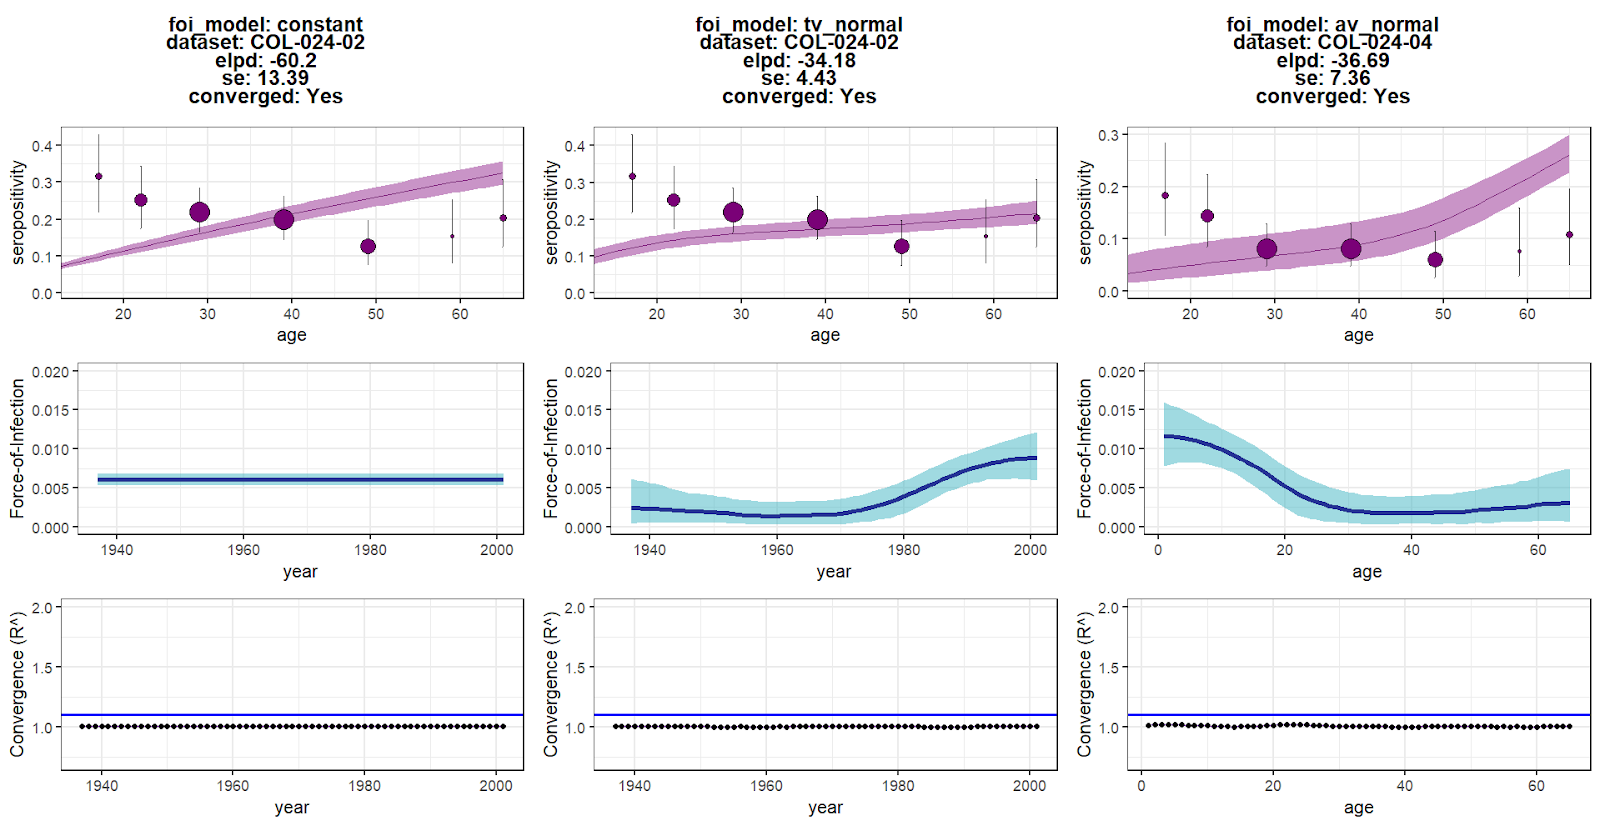 foi_model: constant
dataset: COL-024-02
elpd: -60.2
se: 13.39
converged: Yes
0.4
0.3
0.2
0.1
0.0
seropositivity
20
30
40
50
60
age
0.020
0.015
0.010
0.005
0.000
Force-of-Infection
1940
1960
1980
2000
year
2.0
1.5
1.0
Convergence (R^)
1940
1960
1980
2000
year
foi_model: tv_normal
dataset: COL-024-02
elpd: -34.18
se: 4.43
converged: Yes
0.4
0.3
0.2
0.1
0.0
seropositivity
20
30
40
50
60
age
0.020
0.015
0.010
0.005
0.000
Force-of-Infection
1940
1960
1980
2000
year
2.0
1.5
1.0
Convergence (R^)
1940
1960
1980
2000
year
foi_model: av_normal
dataset: COL-024-04
elpd: -36.69
se: 7.36
converged: Yes
0.3
0.2
0.1
0.0
seropositivity
20
30
40
50
60
age
0.020
0.015
0.010
0.005
0.000
Force-of-Infection
0
20
40
60
age
2.0
1.5
1.0
Convergence (R^)
0
20
40
60
age